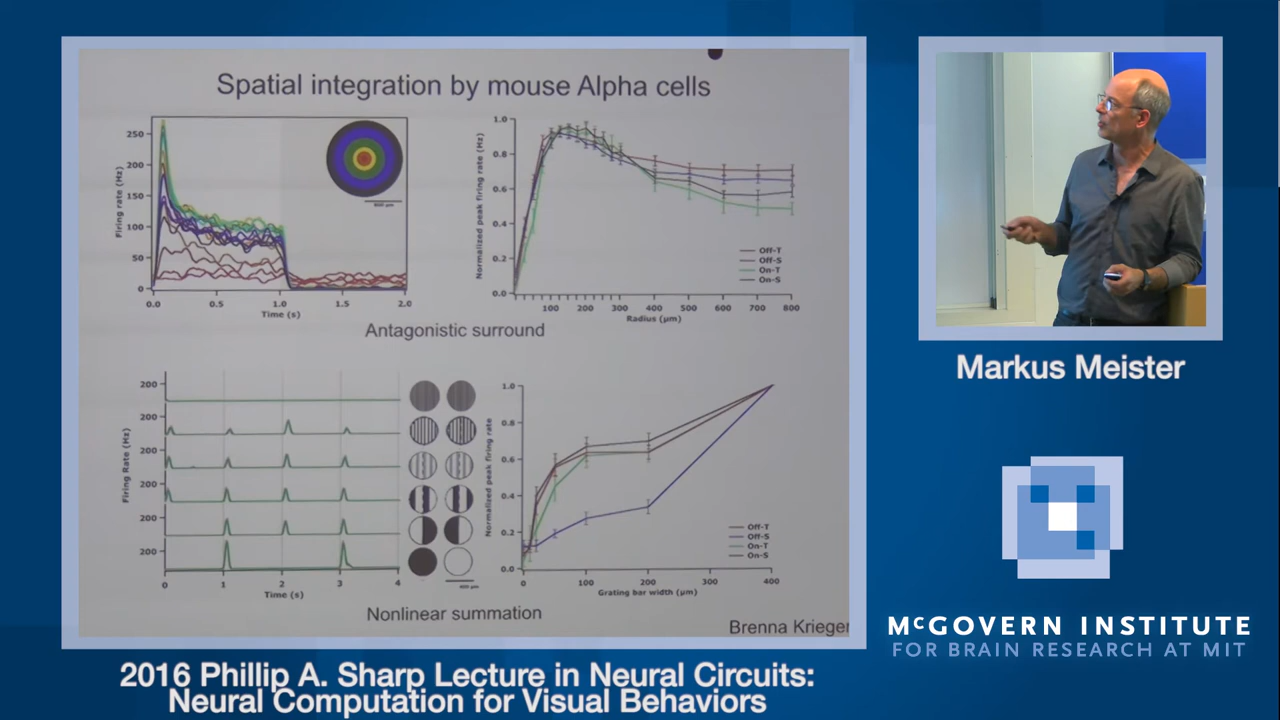 Spatial integration by mouse Alpha cells
Firing rate (Hz)
250
200
150
100
50
0
0.0
0.5
1.0
1.5
2.0
Time (s)
Normalized peak firing rate (Hz)
1.0
0.8
0.6
0.4
0.2
0.0
100
200
300
400
500
600
700
800
Radius (µm)
Off-T
Off-S
On-T
On-S
Antagonistic surround
Firing Rate (Hz)
200
200
200
200
200
200
0
1
2
3
4
Time (s)
Normalized peak firing rate
1.0
0.8
0.6
0.4
0.2
0.0
0
100
200
300
400
Grating bar width (µm)
Off-T
Off-S
On-T
On-S
Nonlinear summation
Brenna Krieger
Markus Meister
McGOVERN INSTITUTE
FOR BRAIN RESEARCH AT MIT
2016 Phillip A. Sharp Lecture in Neural Circuits:
Neural Computation for Visual Behaviors